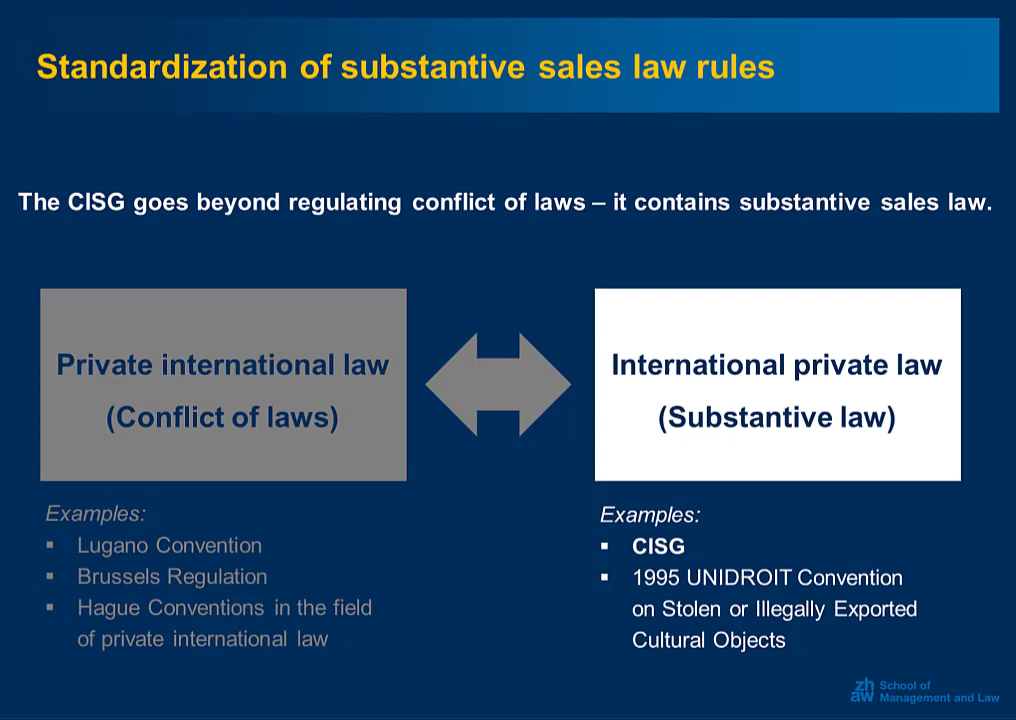 Standardization of substantive sales law rules
The CISG goes beyond regulating conflict of laws – it contains substantive sales law.
Private international law
(Conflict of laws)
Examples:
▪ Lugano Convention
▪ Brussels Regulation
▪ Hague Conventions in the field
of private international law
International private law
(Substantive law)
Examples:
▪ CISG
▪ 1995 UNIDROIT Convention
on Stolen or Illegally Exported
Cultural Objects
zh
aw
School of
Management and Law